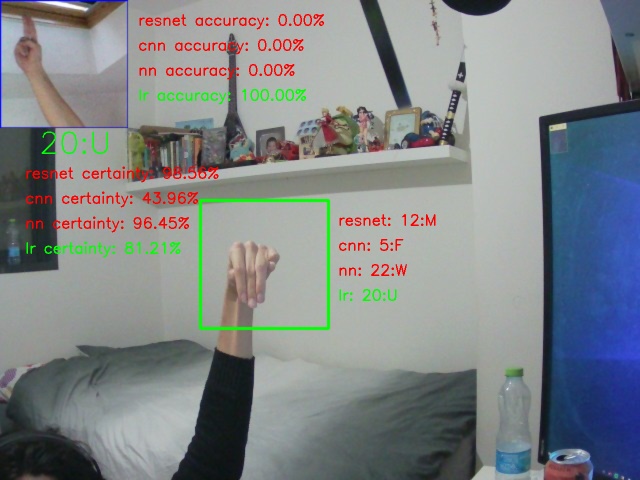 resnet accuracy: 0.00%
cnn accuracy: 0.00%
nn accuracy: 0.00%
lr accuracy: 100.00%
20:U
resnet certainty: 98.56%
cnn certainty: 43.96%
nn certainty: 96.45%
lr certainty: 81.21%
resnet: 12:M
cnn: 5:F
nn: 22:W
lr: 20:U